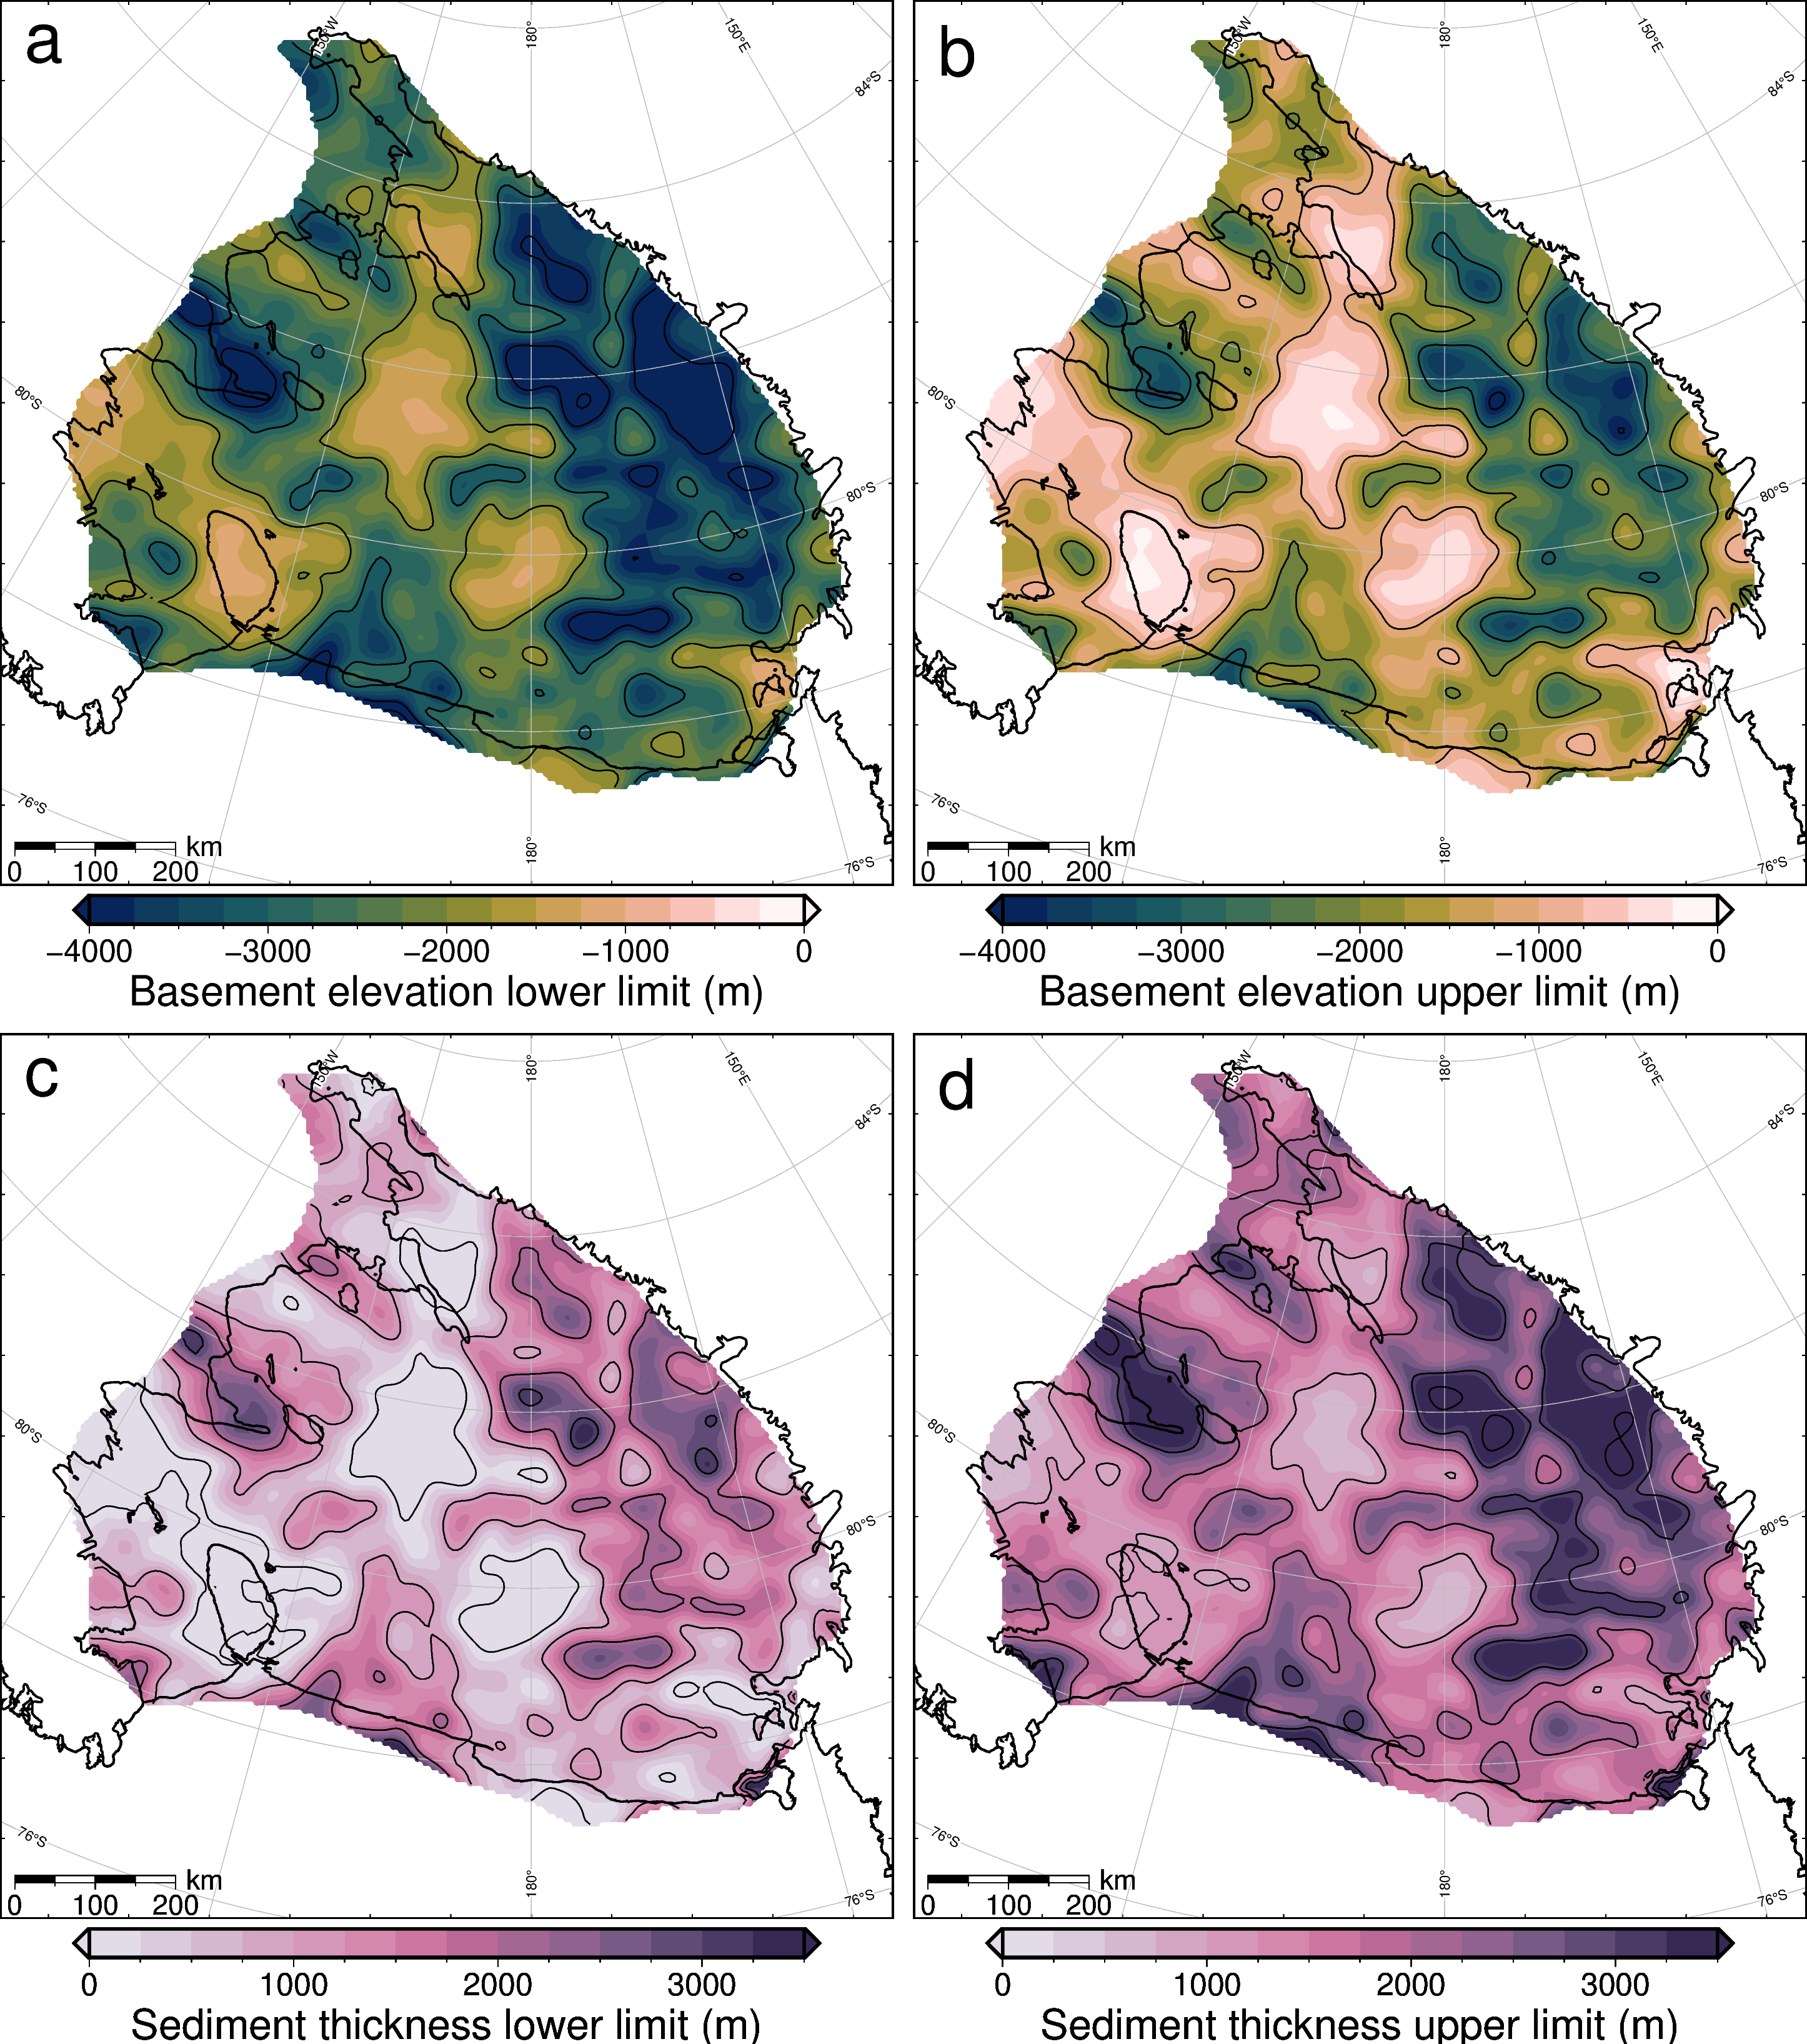 a
150°W
180°
150°E
84°S
80°S
80°S
76°S
180°
76°S
km
0 100 200
−4000 −3000 −2000 −1000 0
Basement elevation lower limit (m)
b
150°W
180°
150°E
84°S
80°S
80°S
76°S
180°
76°S
km
0 100 200
−4000 −3000 −2000 −1000 0
Basement elevation upper limit (m)
c
150°W
180°
150°E
84°S
80°S
80°S
76°S
180°
76°S
km
0 100 200
0 1000 2000 3000
Sediment thickness lower limit (m)
d
150°W
180°
150°E
84°S
80°S
80°S
76°S
180°
76°S
km
0 100 200
0 1000 2000 3000
Sediment thickness upper limit (m)